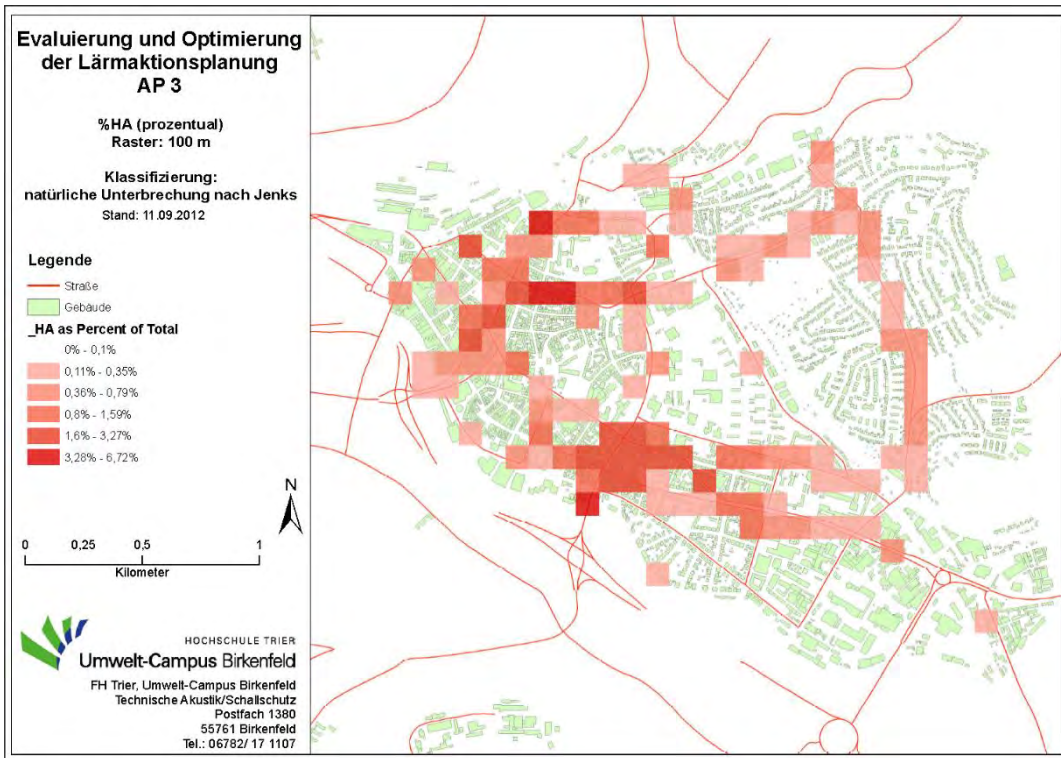 Evaluierung und Optimierung
der Lärmaktionsplanung
AP 3
%HA (prozentual)
Raster: 100 m
Klassifizierung:
natürliche Unterbrechung nach Jenks
Stand: 11.09.2012
Legende
Straße
Gebäude
_HA as Percent of Total
0% - 0,1%
0,11% - 0,35%
0,36% - 0,79%
0,8% - 1,59%
1,6% - 3,27%
3,28% - 6,72%
N
0 0,25 0,5 1
Kilometer
HOCHSCHULE TRIER
Umwelt-Campus Birkenfeld
FH Trier, Umwelt-Campus Birkenfeld
Technische Akustik/Schallschutz
Postfach 1380
55761 Birkenfeld
Tel.: 06782/ 17 1107